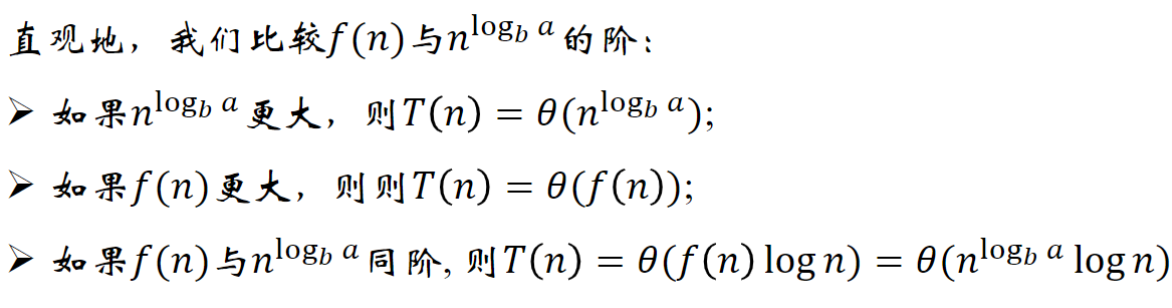 直观地，我们比较f(n)与n^{log_b a}的阶：
➢ 如果n^{log_b a}更大，则T(n) = θ(n^{log_b a});
➢ 如果f(n)更大，则则T(n) = θ(f(n));
➢ 如果f(n)与n^{log_b a}同阶, 则T(n) = θ(f(n) log n) = θ(n^{log_b a} log n)